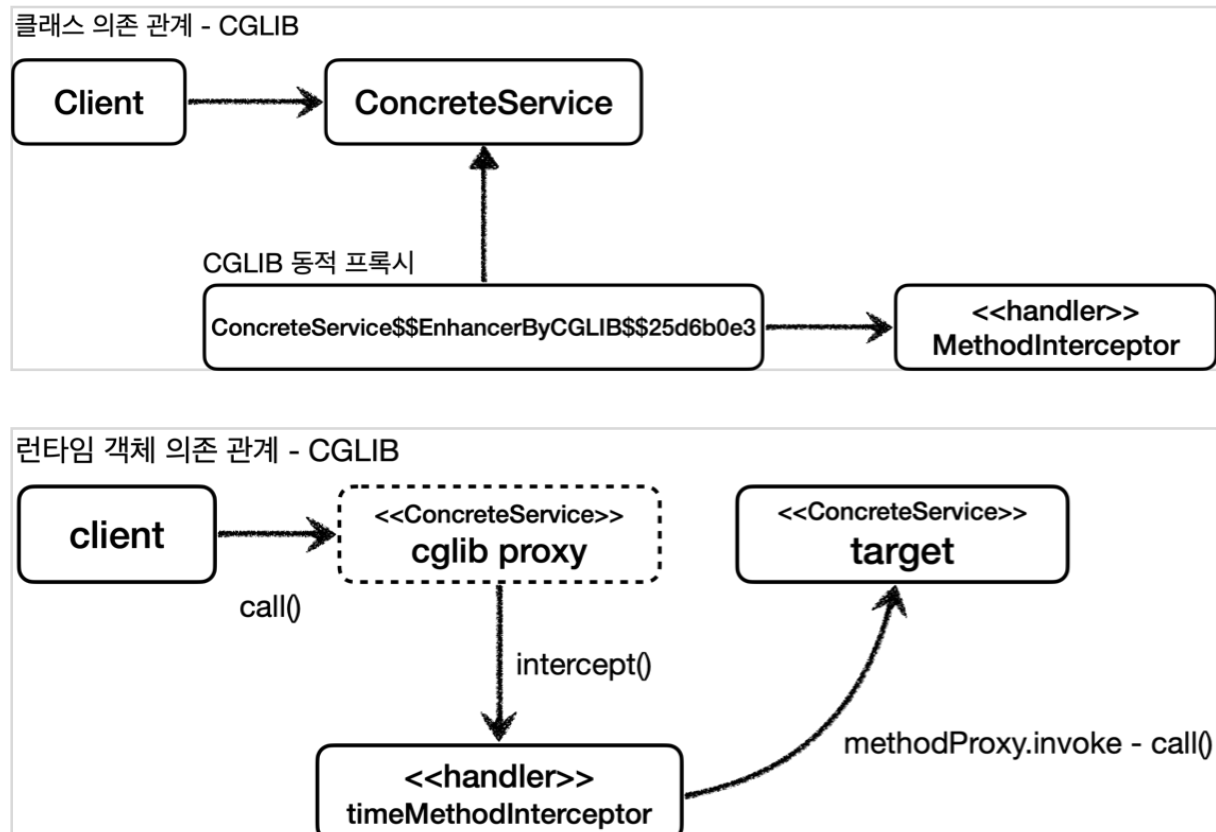 클래스 의존 관계 - CGLIB
Client
ConcreteService
CGLIB 동적 프록시
ConcreteService$$EnhancerByCGLIB$$25d6b0e3
<<handler>>
MethodInterceptor
런타임 객체 의존 관계 - CGLIB
client
<<ConcreteService>>
cglib proxy
<<ConcreteService>>
target
call()
intercept()
methodProxy.invoke - call()
<<handler>>
timeMethodInterceptor